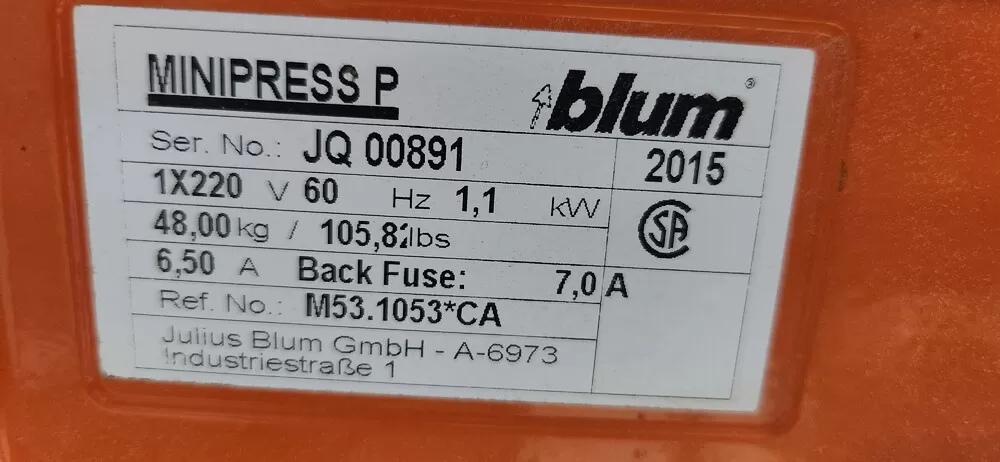 MINIPRESS P
blum®
Ser. No.: JQ 00891
2015
1X220 V 60 Hz 1,1 kW
48,00 kg / 105,82lbs
SA
6,50 A Back Fuse: 7,0 A
Ref. No.: M53.1053*CA
Julius Blum GmbH - A-6973
Industriestraße 1